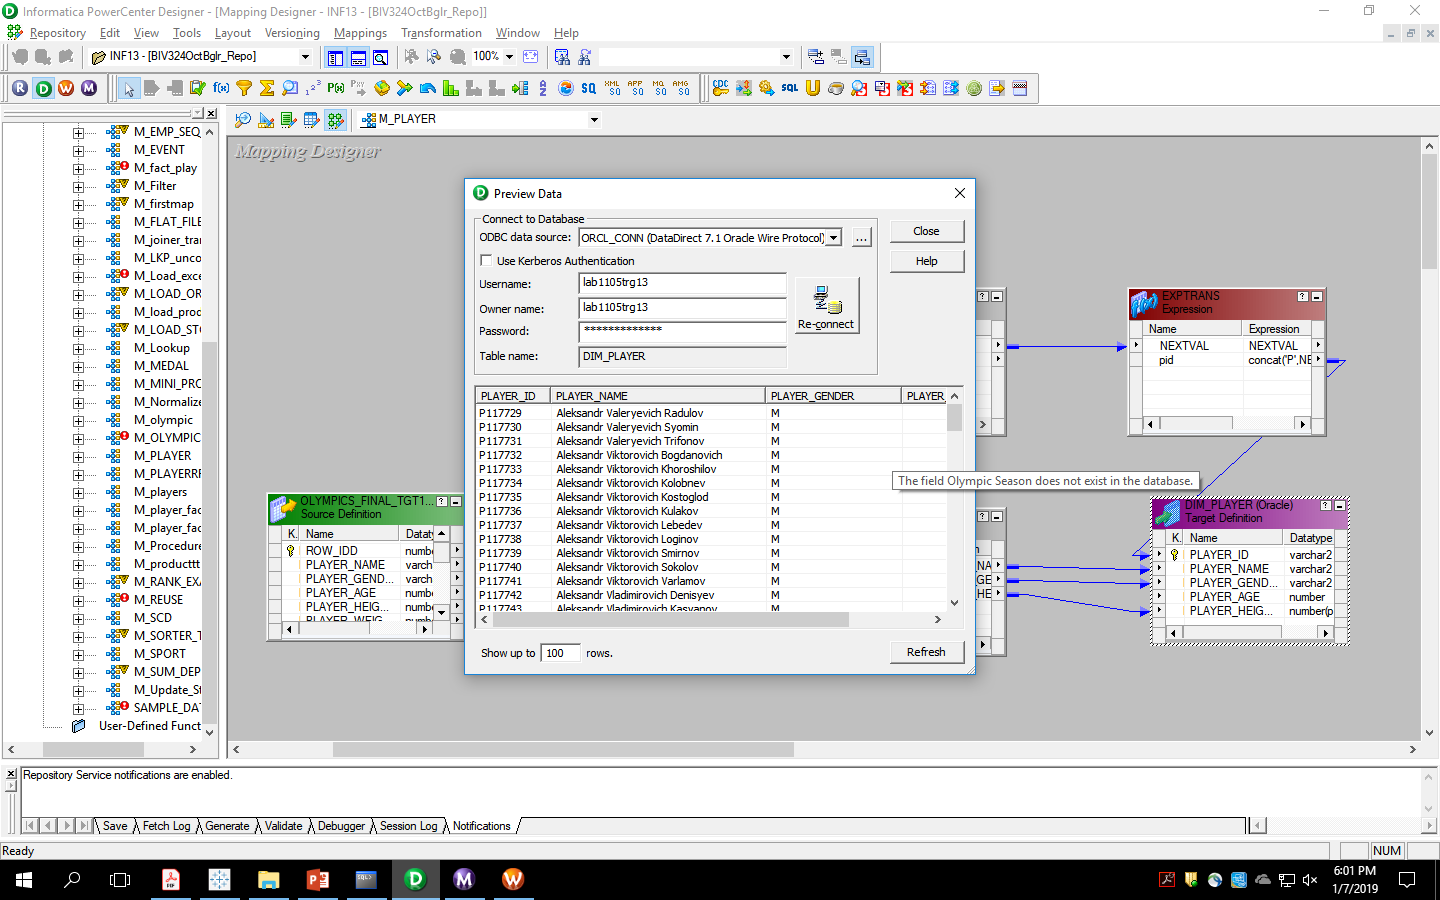 Informatica PowerCenter Designer - [Mapping Designer - INF13 - [BIV324OctBglr_Repo]]
Repository Edit View Tools Layout Versioning Mappings Transformation Window Help
INF13 - [BIV324OctBglr_Repo] 100%
M_PLAYER
Mapping Designer
M_EMP_SEQ_
M_EVENT
M_fact_play
M_Filter
M_firstmap
M_FLAT_FILE
M_joiner_tra
M_LKP_unco
M_Load_exce
M_LOAD_OR
M_load_prod
M_LOAD_ST
M_Lookup
M_MEDAL
M_MINI_PRO
M_Normalize
M_olympic
M_OLYMPIC
M_PLAYER
M_PLAYERRF
M_players
M_player_fac
M_player_fac
M_Procedure
M_producttt
M_RANK_EXA
M_REUSE
M_SCD
M_SORTER_T
M_SPORT
M_SUM_DEP
M_Update_St
SAMPLE_DA
User-Defined Funct
Preview Data
Connect to Database
ODBC data source: ORCL_CONN (DataDirect 7.1 Oracle Wire Protocol) ...
Close
Use Kerberos Authentication
Help
Username: lab1105trg13
Owner name: lab1105trg13
Re-connect
Password: *************
Table name: DIM_PLAYER
PLAYER_ID PLAYER_NAME PLAYER_GENDER PLAYER_
P117729 Aleksandr Valeryevich Radulov M
P117730 Aleksandr Valeryevich Syomin M
P117731 Aleksandr Valeryevich Trifonov M
P117732 Aleksandr Viktorovich Bogdanovich M
P117733 Aleksandr Viktorovich Khoroshilov M
P117734 Aleksandr Viktorovich Kolobnev M
P117735 Aleksandr Viktorovich Kostoglod M
P117736 Aleksandr Viktorovich Kulakov M
P117737 Aleksandr Viktorovich Lebedev M
P117738 Aleksandr Viktorovich Loginov M
P117739 Aleksandr Viktorovich Smirnov M
P117740 Aleksandr Viktorovich Sokolov M
P117741 Aleksandr Viktorovich Varlamov M
P117742 Aleksandr Vladimirovich Denisyev M
P117743 Aleksandr Vladimirovich Kasyanov M
Show up to 100 rows.
Refresh
The field Olympic Season does not exist in the database.
EXPTRANS
Expression
Name Expression
NEXTVAL NEXTVAL
pid concat('P',NE
OLYMPICS_FINAL_TGT1...
Source Definition
K. Name Dataty
ROW_IDD numbe
PLAYER_NAME varch
PLAYER_GEND... varch
PLAYER_AGE numbe
PLAYER_HEIG... numbe
PLAYER_WEIG numbe
NA
GE
HE
DIM_PLAYER (Oracle)
Target Definition
K. Name Datatype
PLAYER_ID varchar2
PLAYER_NAME varchar2
PLAYER_GEND... varchar2
PLAYER_AGE number
PLAYER_HEIG... number(p
Repository Service notifications are enabled.
Save Fetch Log Generate Validate Debugger Session Log Notifications
Ready
NUM
6:01 PM
1/7/2019